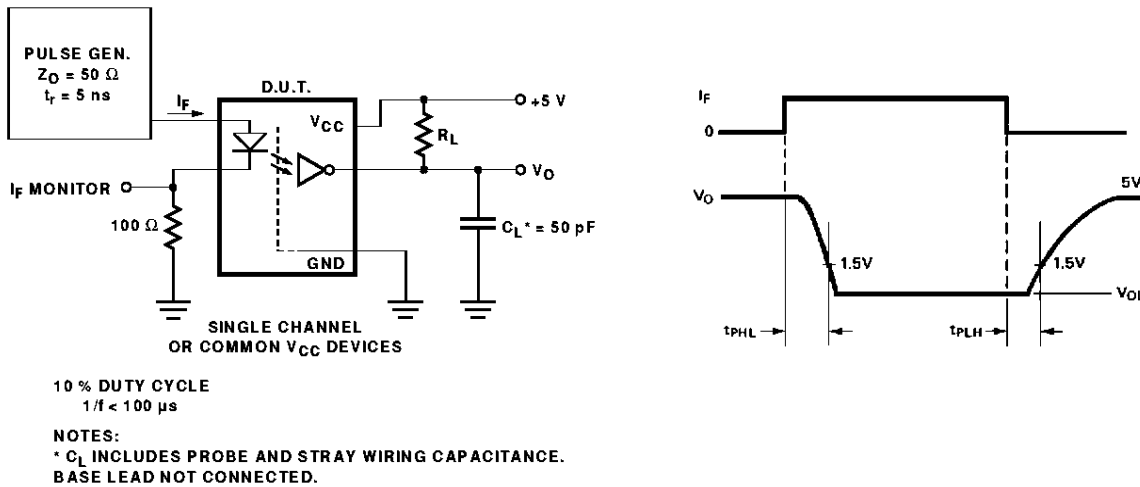 PULSE GEN.
ZO = 50 Ω
tr = 5 ns
IF
D.U.T.
VCC
+5 V
RL
VO
IF MONITOR
100 Ω
CL* = 50 pF
GND
SINGLE CHANNEL
OR COMMON VCC DEVICES
10 % DUTY CYCLE
1/f < 100 µs
NOTES:
* CL INCLUDES PROBE AND STRAY WIRING CAPACITANCE.
BASE LEAD NOT CONNECTED.
IF
0
VO
5V
1.5V
1.5V
tPHL
tPLH